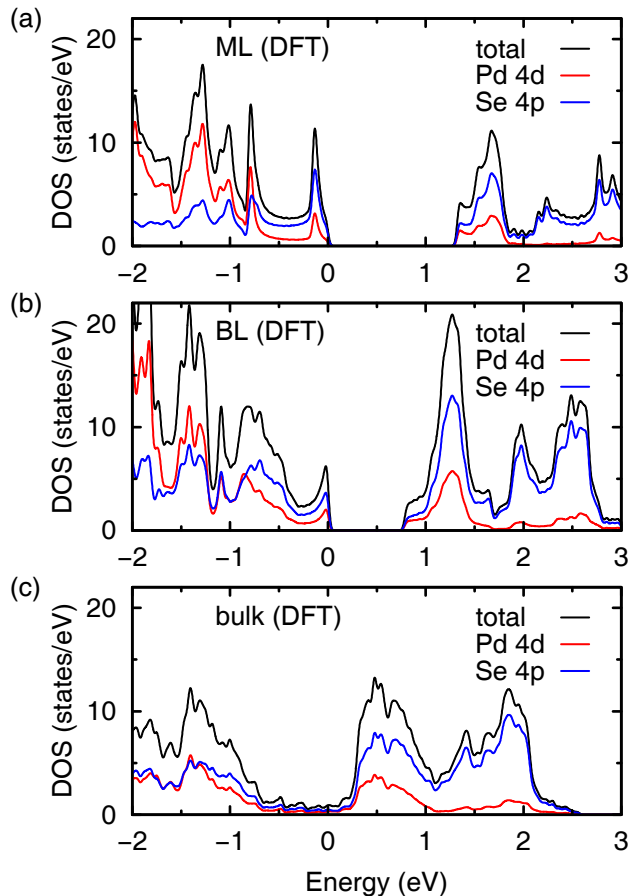 (a)
ML (DFT)
total
Pd 4d
Se 4p
DOS (states/eV)
20
10
0
−2 −1 0 1 2 3
(b)
BL (DFT)
total
Pd 4d
Se 4p
DOS (states/eV)
20
10
0
−2 −1 0 1 2 3
(c)
bulk (DFT)
total
Pd 4d
Se 4p
DOS (states/eV)
20
10
0
−2 −1 0 1 2 3
Energy (eV)